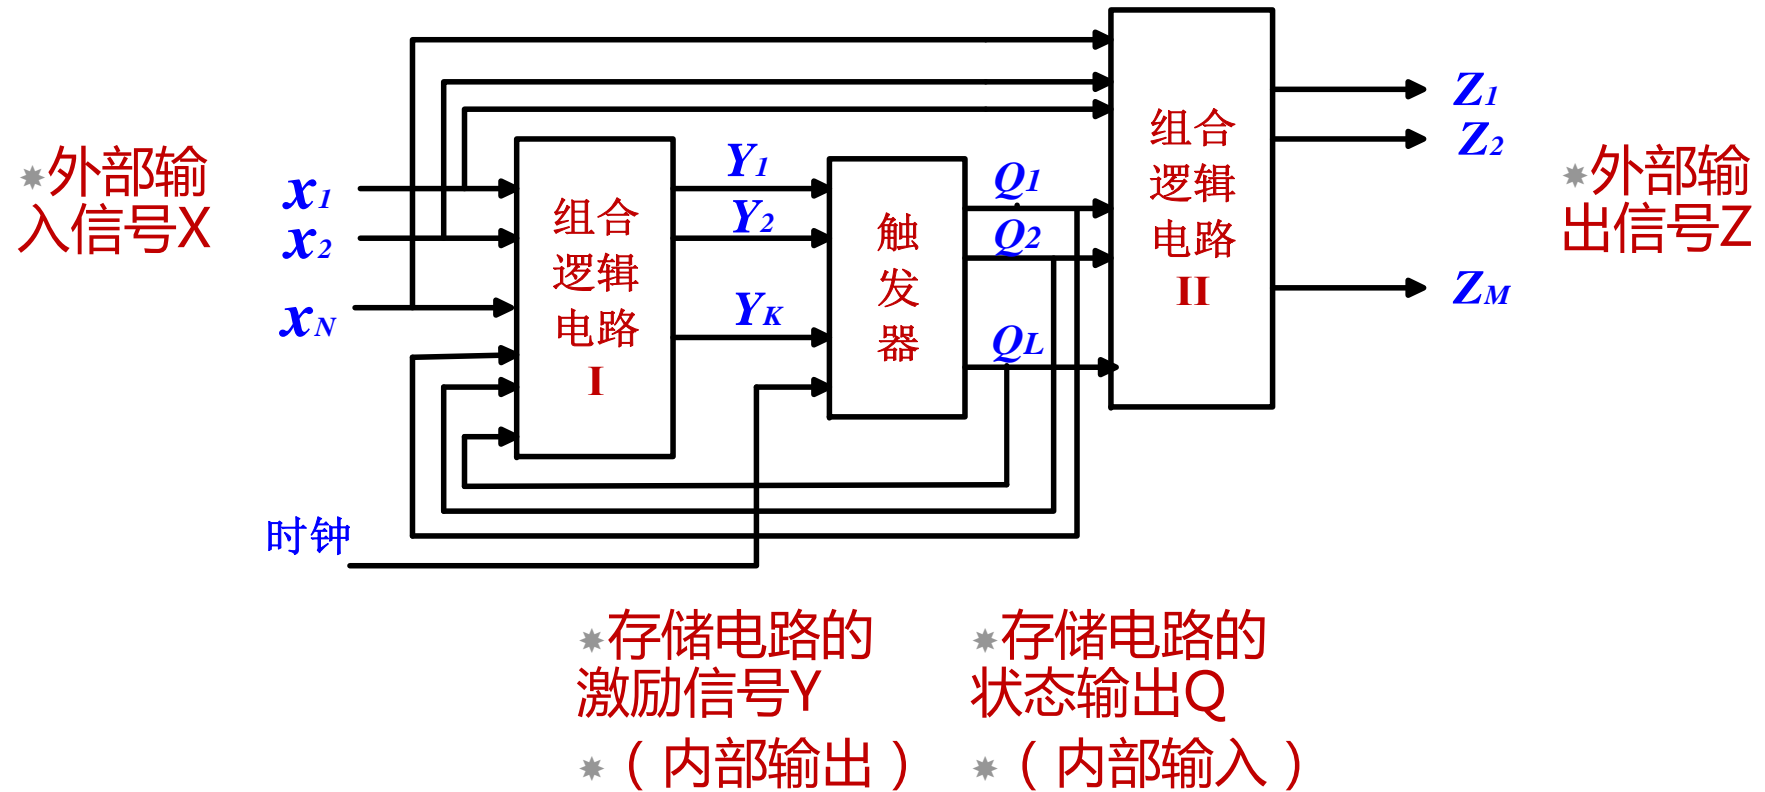 外部输
入信号X
x1
x2
xN
时钟
组合
逻辑
电路
I
Y1
Y2
YK
触
发
器
Q1
Q2
QL
组合
逻辑
电路
II
Z1
Z2
ZM
外部输
出信号Z
存储电路的
激励信号Y
（内部输出）
存储电路的
状态输出Q
（内部输入）